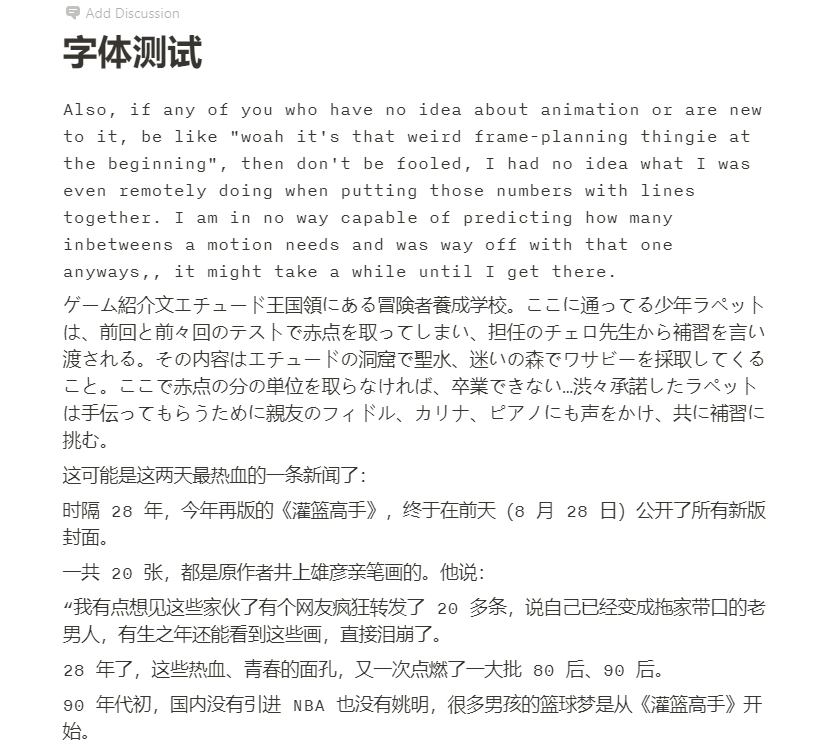 Add Discussion
字体测试
Also, if any of you who have no idea about animation or are new
to it, be like "woah it's that weird frame-planning thingie at
the beginning", then don't be fooled, I had no idea what I was
even remotely doing when putting those numbers with lines
together. I am in no way capable of predicting how many
inbetweens a motion needs and was way off with that one
anyways,, it might take a while until I get there.
ゲーム紹介文エチュード王国領にある冒険者養成学校。ここに通ってる少年ラペット
は、前回と前々回のテストで赤点を取ってしまい、担任のチェロ先生から補習を言い
渡される。その内容はエチュードの洞窟で聖水、迷いの森でワサビーを採取してくる
こと。ここで赤点の分の単位を取らなければ、卒業できない…渋々承諾したラペット
は手伝ってもらうために親友のフィドル、カリナ、ピアノにも声をかけ、共に補習に
挑む。
这可能是这两天最热血的一条新闻了：
时隔 28 年，今年再版的《灌篮高手》，终于在前天（8 月 28 日）公开了所有新版
封面。
一共 20 张，都是原作者井上雄彦亲笔画的。他说：
“我有点想见这些家伙了有个网友疯狂转发了 20 多条，说自己已经变成拖家带口的老
男人，有生之年还能看到这些画，直接泪崩了。
28 年了，这些热血、青春的面孔，又一次点燃了一大批 80 后、90 后。
90 年代初，国内没有引进 NBA 也没有姚明，很多男孩的篮球梦是从《灌篮高手》开
始。